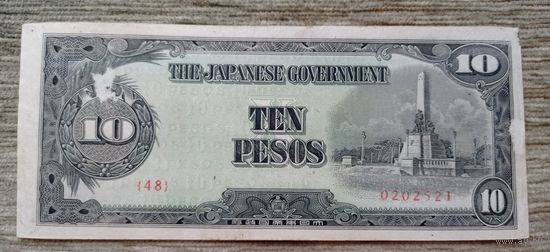 10
THE JAPANESE GOVERNMENT
10
TEN
PESOS
{48}
0202521
10